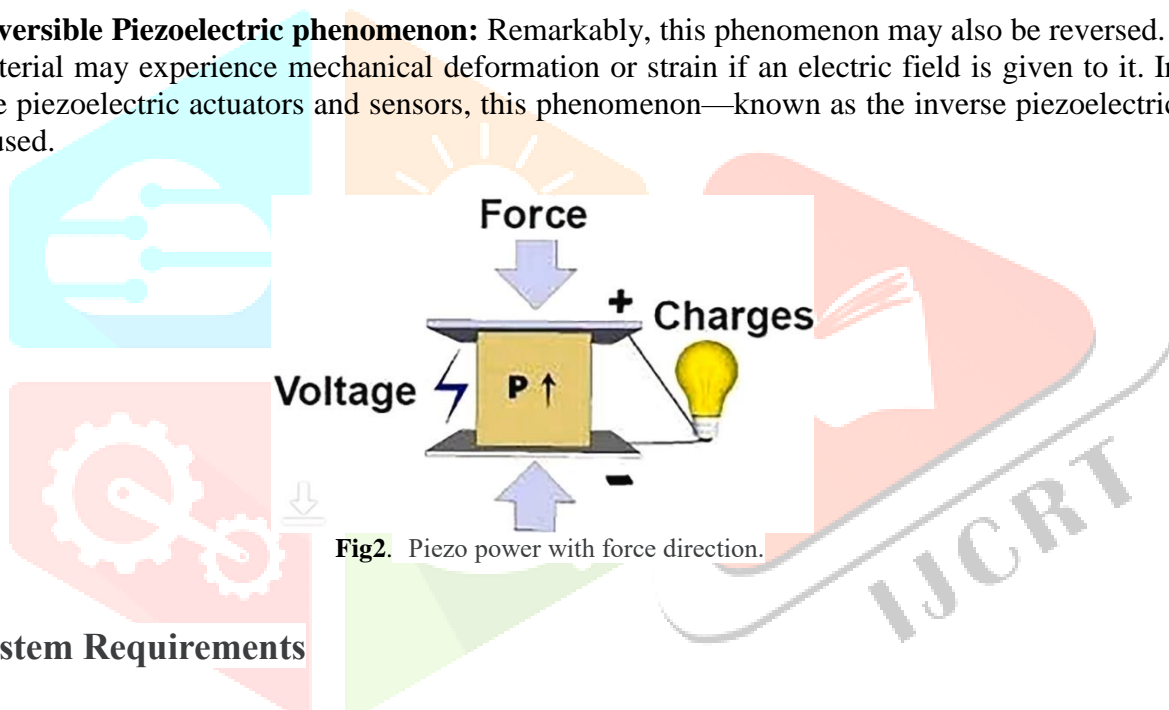 versible Piezoelectric phenomenon: Remarkably, this phenomenon may also be reversed.
terial may experience mechanical deformation or strain if an electric field is given to it. In
e piezoelectric actuators and sensors, this phenomenon—known as the inverse piezoelectric
used.
Force
+
Charges
Voltage
P ↑
-
Fig2. Piezo power with force direction.
IJCRT
stem Requirements